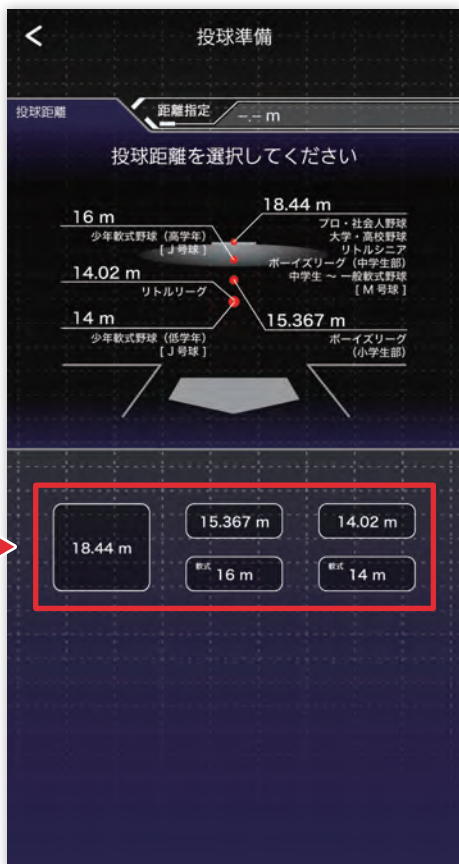 投球準備
投球距離
距離指定
-.-- m
投球距離を選択してください
16 m
少年軟式野球（高学年）
[ J 号球 ]
14.02 m
リトルリーグ
14 m
少年軟式野球（低学年）
[ J 号球 ]
18.44 m
プロ・社会人野球
大学・高校野球
リトルシニア
ボーイズリーグ（中学生部）
中学生 〜 一般軟式野球
[ M 号球 ]
15.367 m
ボーイズリーグ
（小学生部）
18.44 m
15.367 m
14.02 m
軟式 16 m
軟式 14 m